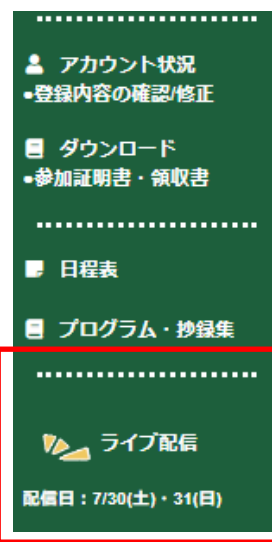 アカウント状況
•登録内容の確認/修正
ダウンロード
•参加証明書・領収書
日程表
プログラム・抄録集
ライブ配信
配信日：7/30(土)・31(日)